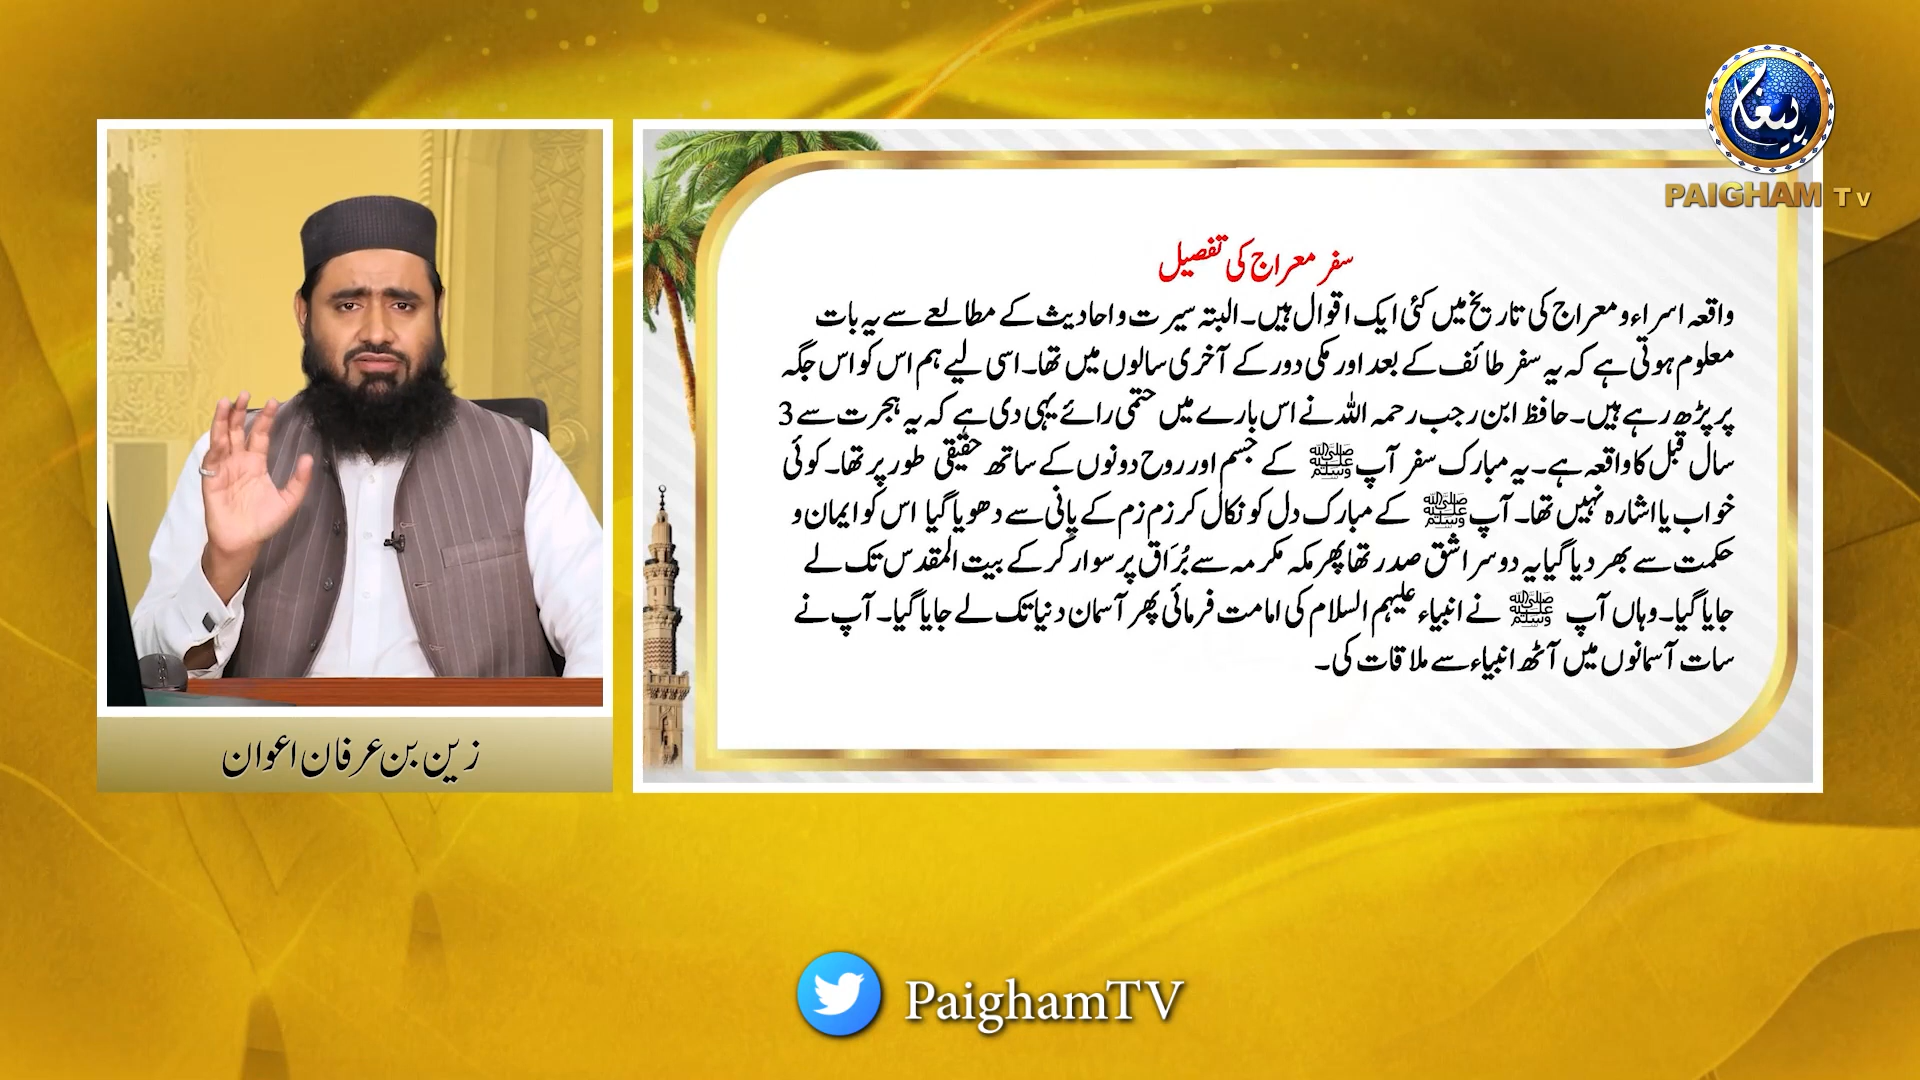 پیغام
PAIGHAM TV
سفر معراج کی تفصیل
واقعہ اسراء و معراج کی تاریخ میں کئی ایک اقوال ہیں۔ البتہ سیرت و احادیث کے مطالعے سے یہ بات
معلوم ہوتی ہے کہ یہ سفر طائف کے بعد اور مکی دور کے آخری سالوں میں تھا۔ اسی لیے ہم اس کو اس جگہ
پر پڑھ رہے ہیں۔ حافظ ابن رجب رحمہ اللہ نے اس بارے میں حتمی رائے یہی دی ہے کہ یہ ہجرت سے 3
سال قبل کا واقعہ ہے۔ یہ مبارک سفر آپ ﷺ کے جسم اور روح دونوں کے ساتھ حقیقی طور پر تھا۔ کوئی
خواب یا اشارہ نہیں تھا۔ آپ ﷺ کے مبارک دل کو نکال کر زم زم کے پانی سے دھویا گیا اس کو ایمان و
حکمت سے بھر دیا گیا یہ دوسرا شق صدر تھا پھر مکہ مکرمہ سے بُرَاق پر سوار کر کے بیت المقدس تک لے
جایا گیا۔ وہاں آپ ﷺ نے انبیاء علیہم السلام کی امامت فرمائی پھر آسمان دنیا تک لے جایا گیا۔ آپ نے
سات آسمانوں میں آٹھ انبیاء سے ملاقات کی۔
زین بن عرفان اعوان
PaighamTV